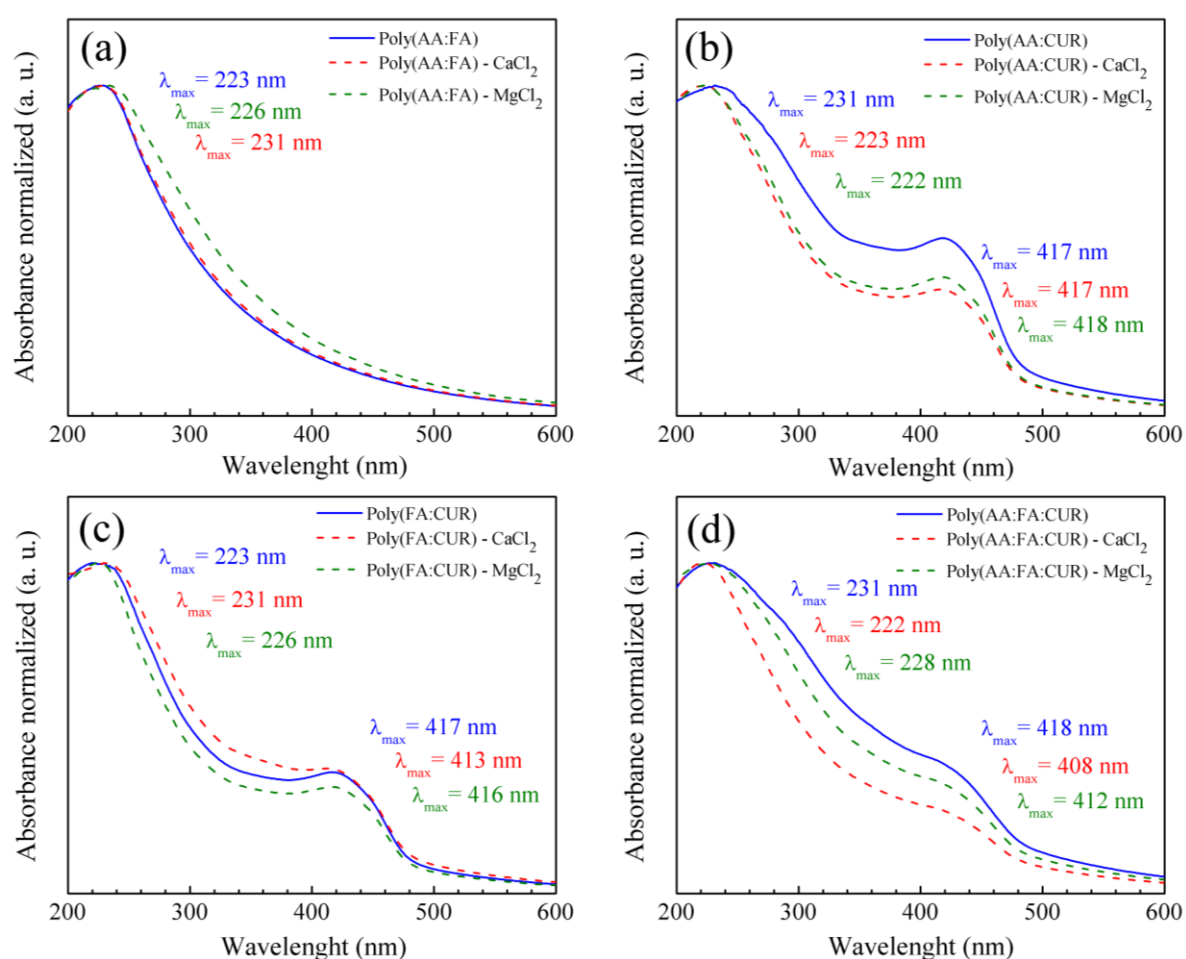 (a)
Poly(AA:FA)
Poly(AA:FA) - CaCl₂
Poly(AA:FA) - MgCl₂
λmax= 223 nm
λmax= 226 nm
λmax= 231 nm
Absorbance normalized (a. u.)
200 300 400 500 600
Wavelenght (nm)
(b)
Poly(AA:CUR)
Poly(AA:CUR) - CaCl₂
Poly(AA:CUR) - MgCl₂
λmax= 231 nm
λmax= 223 nm
λmax= 222 nm
λmax= 417 nm
λmax= 417 nm
λmax= 418 nm
Absorbance normalized (a. u.)
200 300 400 500 600
Wavelenght (nm)
(c)
Poly(FA:CUR)
Poly(FA:CUR) - CaCl₂
Poly(FA:CUR) - MgCl₂
λmax= 223 nm
λmax= 231 nm
λmax= 226 nm
λmax= 417 nm
λmax= 413 nm
λmax= 416 nm
Absorbance normalized (a. u.)
200 300 400 500 600
Wavelenght (nm)
(d)
Poly(AA:FA:CUR)
Poly(AA:FA:CUR) - CaCl₂
Poly(AA:FA:CUR) - MgCl₂
λmax= 231 nm
λmax= 222 nm
λmax= 228 nm
λmax= 418 nm
λmax= 408 nm
λmax= 412 nm
Absorbance normalized (a. u.)
200 300 400 500 600
Wavelenght (nm)